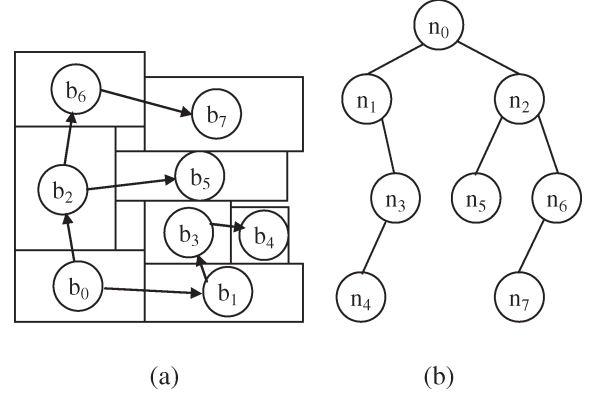 b₆ b₇
b₂ b₅
b₃ b₄
b₀ b₁
(a)
n₀
n₁ n₂
n₃ n₅ n₆
n₄ n₇
(b)